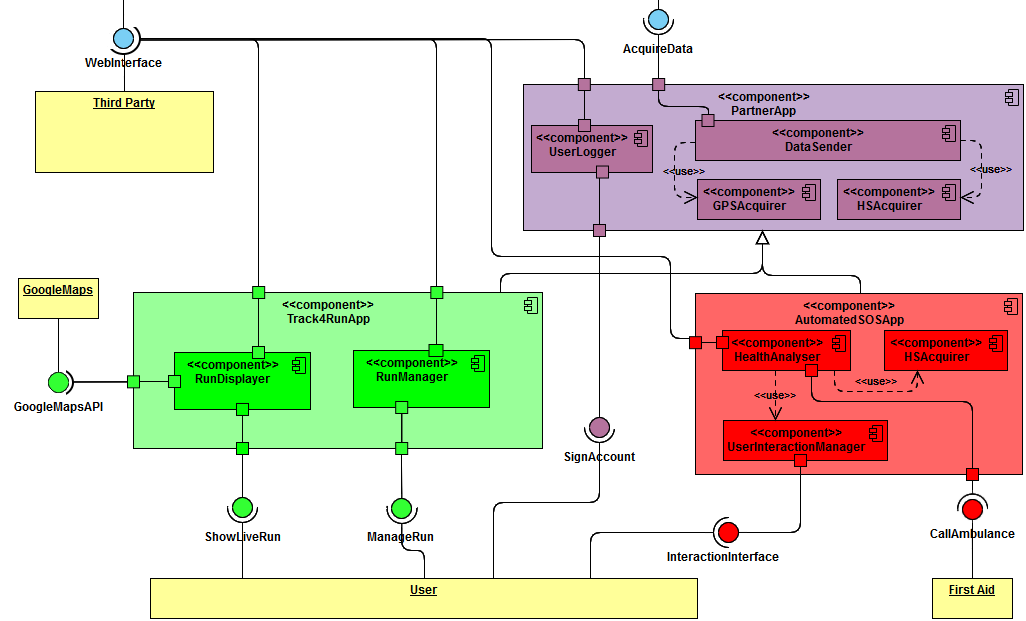 AcquireData
WebInterface
Third Party
<<component>>
PartnerApp
<<component>>
UserLogger
<<component>>
DataSender
<<use>>
<<use>>
<<component>>
GPSAcquirer
<<component>>
HSAcquirer
GoogleMaps
<<component>>
Track4RunApp
<<component>>
AutomatedSOSApp
<<component>>
RunDisplayer
<<component>>
RunManager
<<component>>
HealthAnalyser
<<component>>
HSAcquirer
<<use>>
<<use>>
GoogleMapsAPI
<<component>>
UserInteractionManager
SignAccount
ShowLiveRun
ManageRun
InteractionInterface
CallAmbulance
User
First Aid